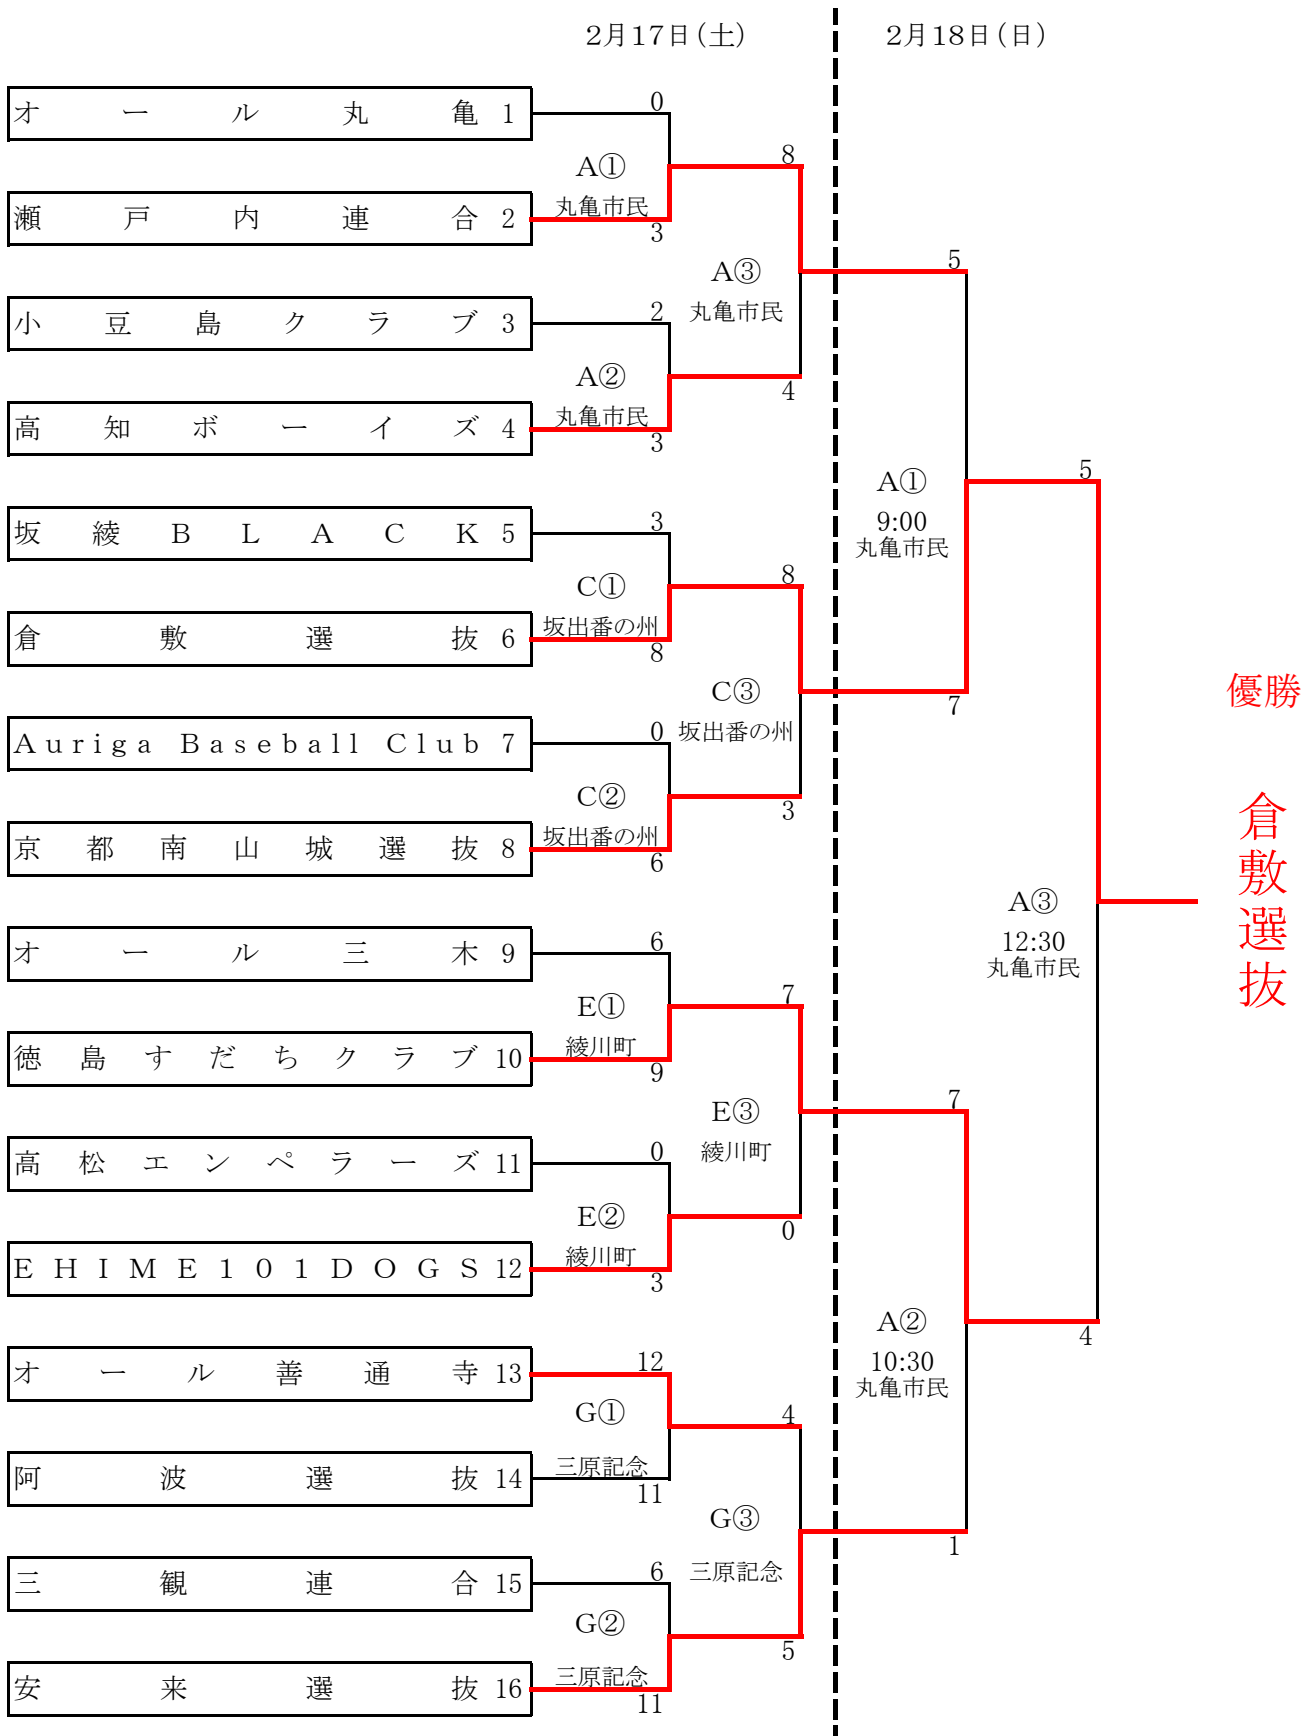 2月17日(土) 2月18日(日)
オール丸亀 1
0
A①
丸亀市民
瀬戸内連合 2
3
8
A③
丸亀市民
小豆島クラブ 3
2
A②
丸亀市民
高知ボーイズ 4
3
4
5
A①
9:00
丸亀市民
坂綾BLACK 5
3
C①
坂出番の州
倉敷選抜 6
8
8
C③
坂出番の州
Auriga Baseball Club 7
0
C②
坂出番の州
京都南山城選抜 8
6
3
7
5
A③
12:30
丸亀市民
優勝
倉敷選抜
オール三木 9
6
E①
綾川町
徳島すだちクラブ 10
9
7
E③
綾川町
高松エンペラーズ 11
0
E②
綾川町
EHIME101DOGS 12
3
0
7
A②
10:30
丸亀市民
4
オール善通寺 13
12
G①
三原記念
阿波選抜 14
11
4
G③
三原記念
三観連合 15
6
G②
三原記念
安来選抜 16
11
5
1